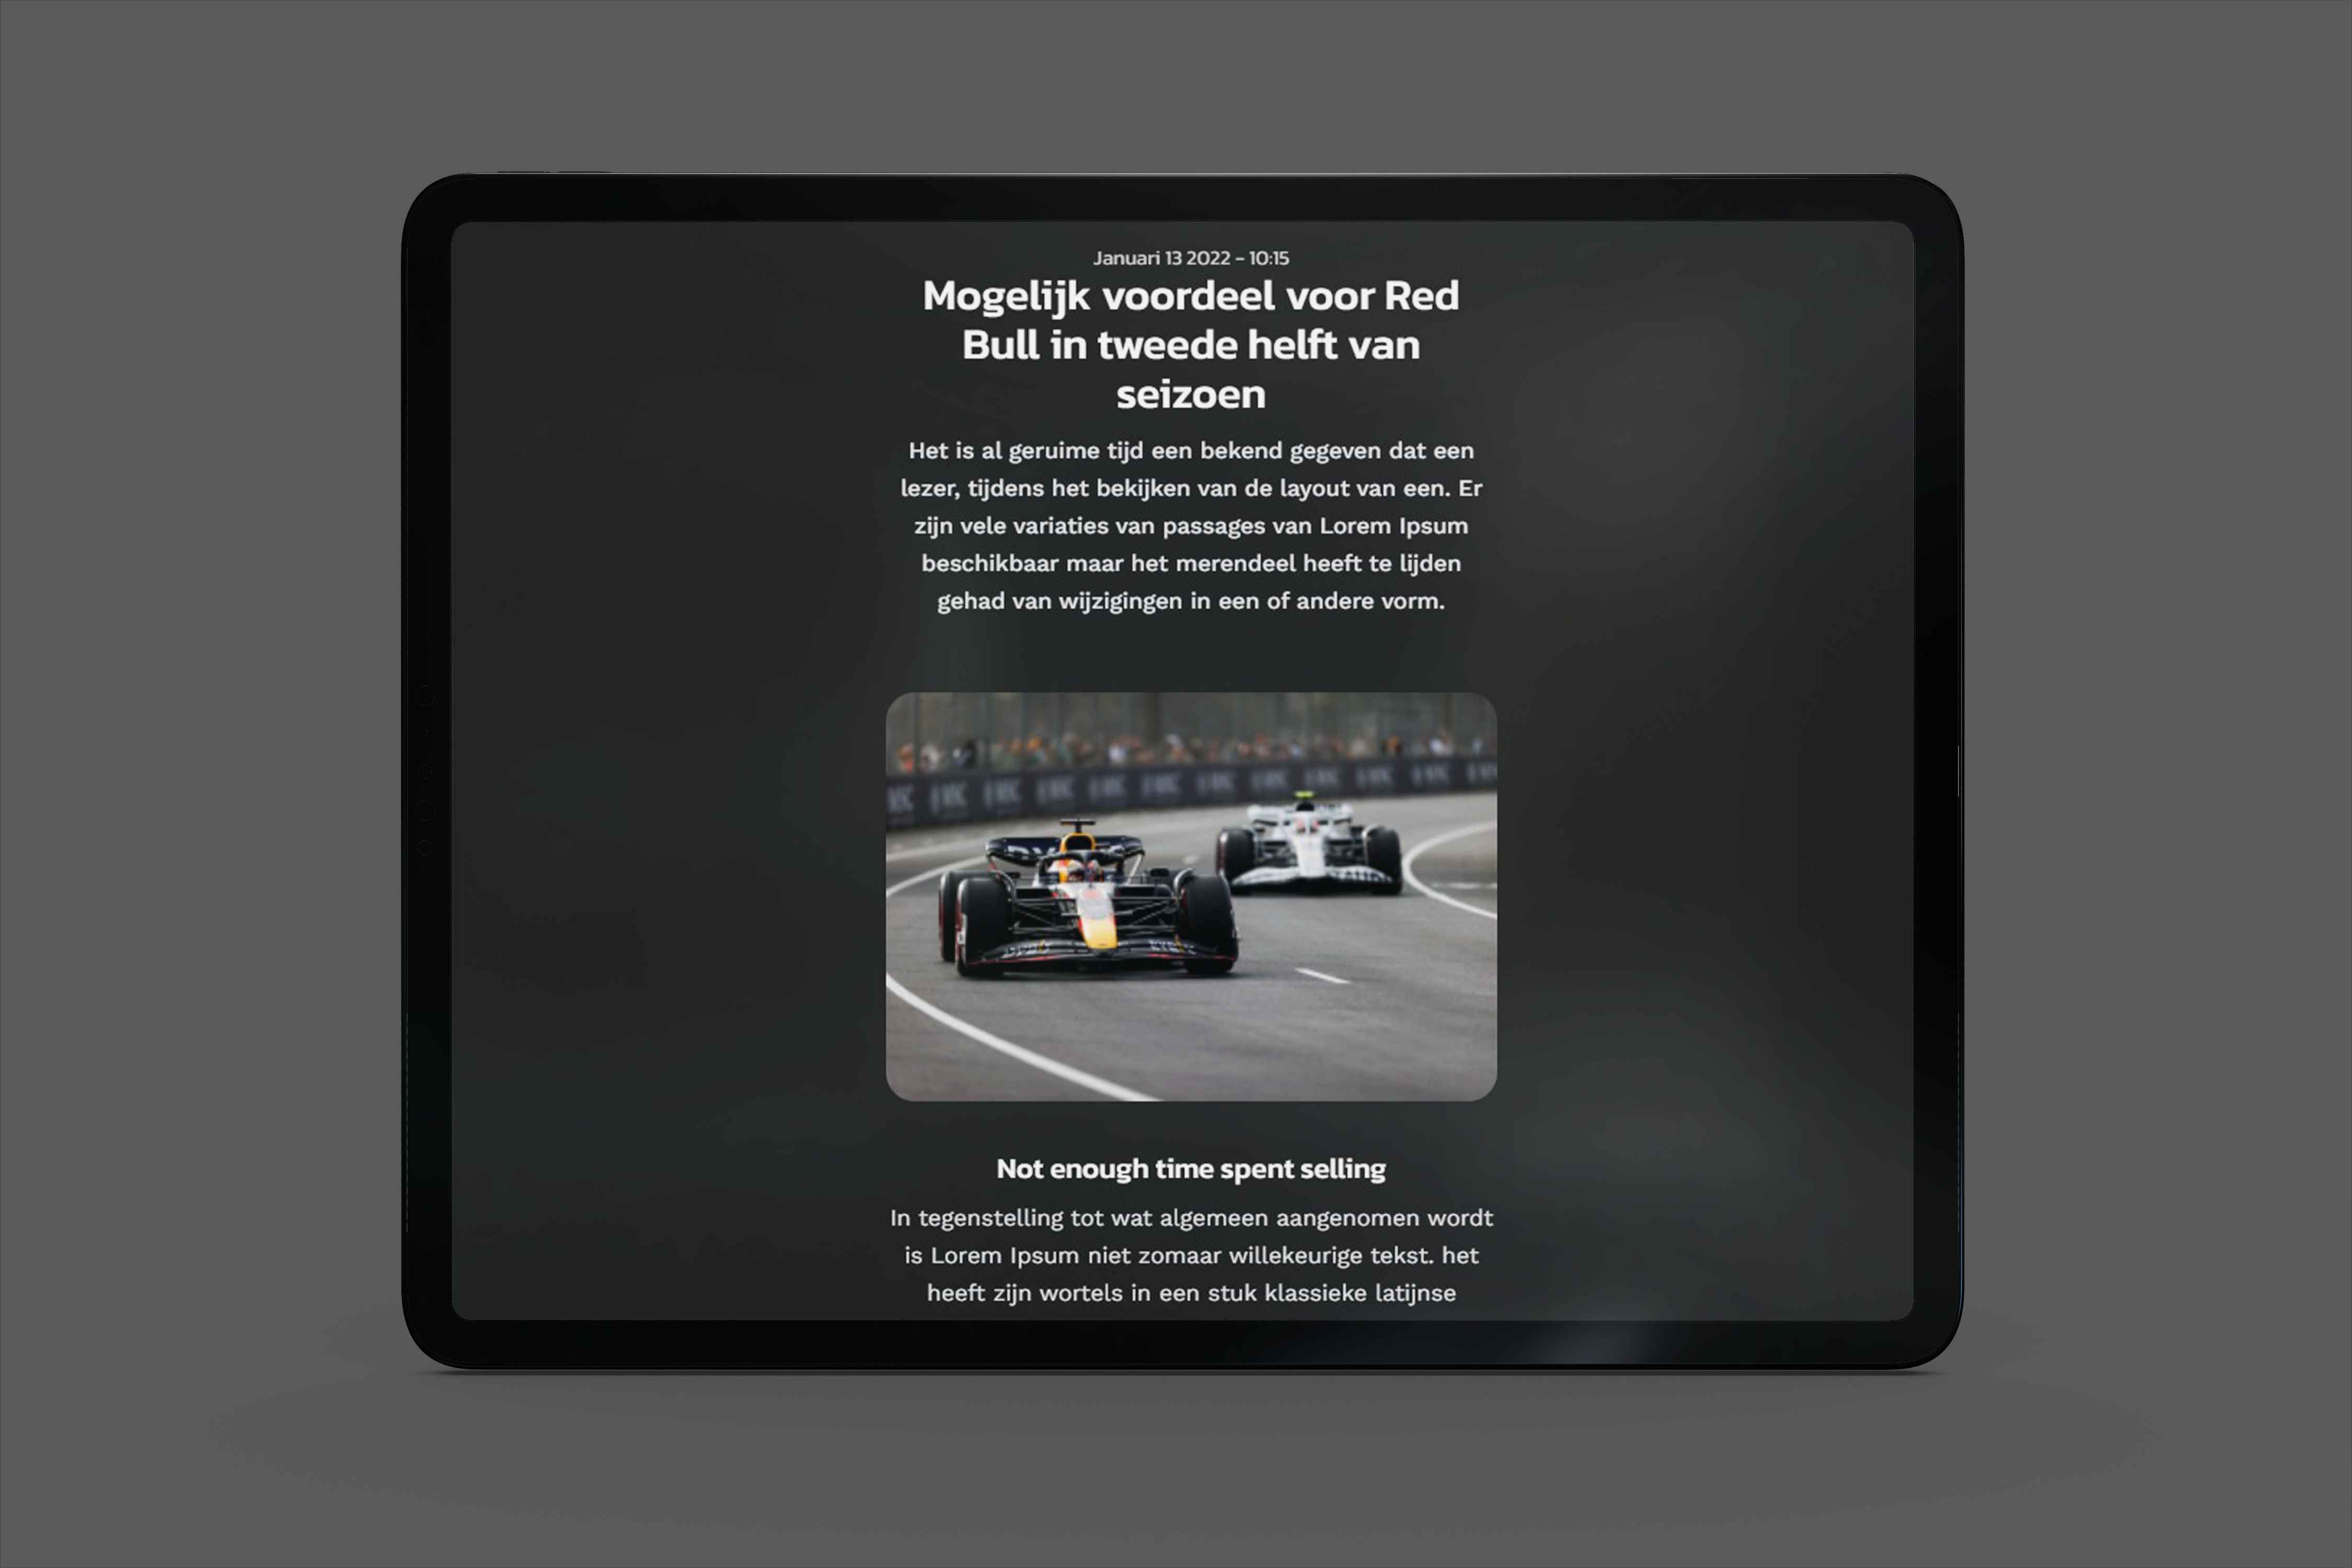 Januari 13 2022 - 10:15
Mogelijk voordeel voor Red
Bull in tweede helft van
seizoen
Het is al geruime tijd een bekend gegeven dat een
lezer, tijdens het bekijken van de layout van een. Er
zijn vele variaties van passages van Lorem Ipsum
beschikbaar maar het merendeel heeft te lijden
gehad van wijzigingen in een of andere vorm.
Not enough time spent selling
In tegenstelling tot wat algemeen aangenomen wordt
is Lorem Ipsum niet zomaar willekeurige tekst. het
heeft zijn wortels in een stuk klassieke latijnse